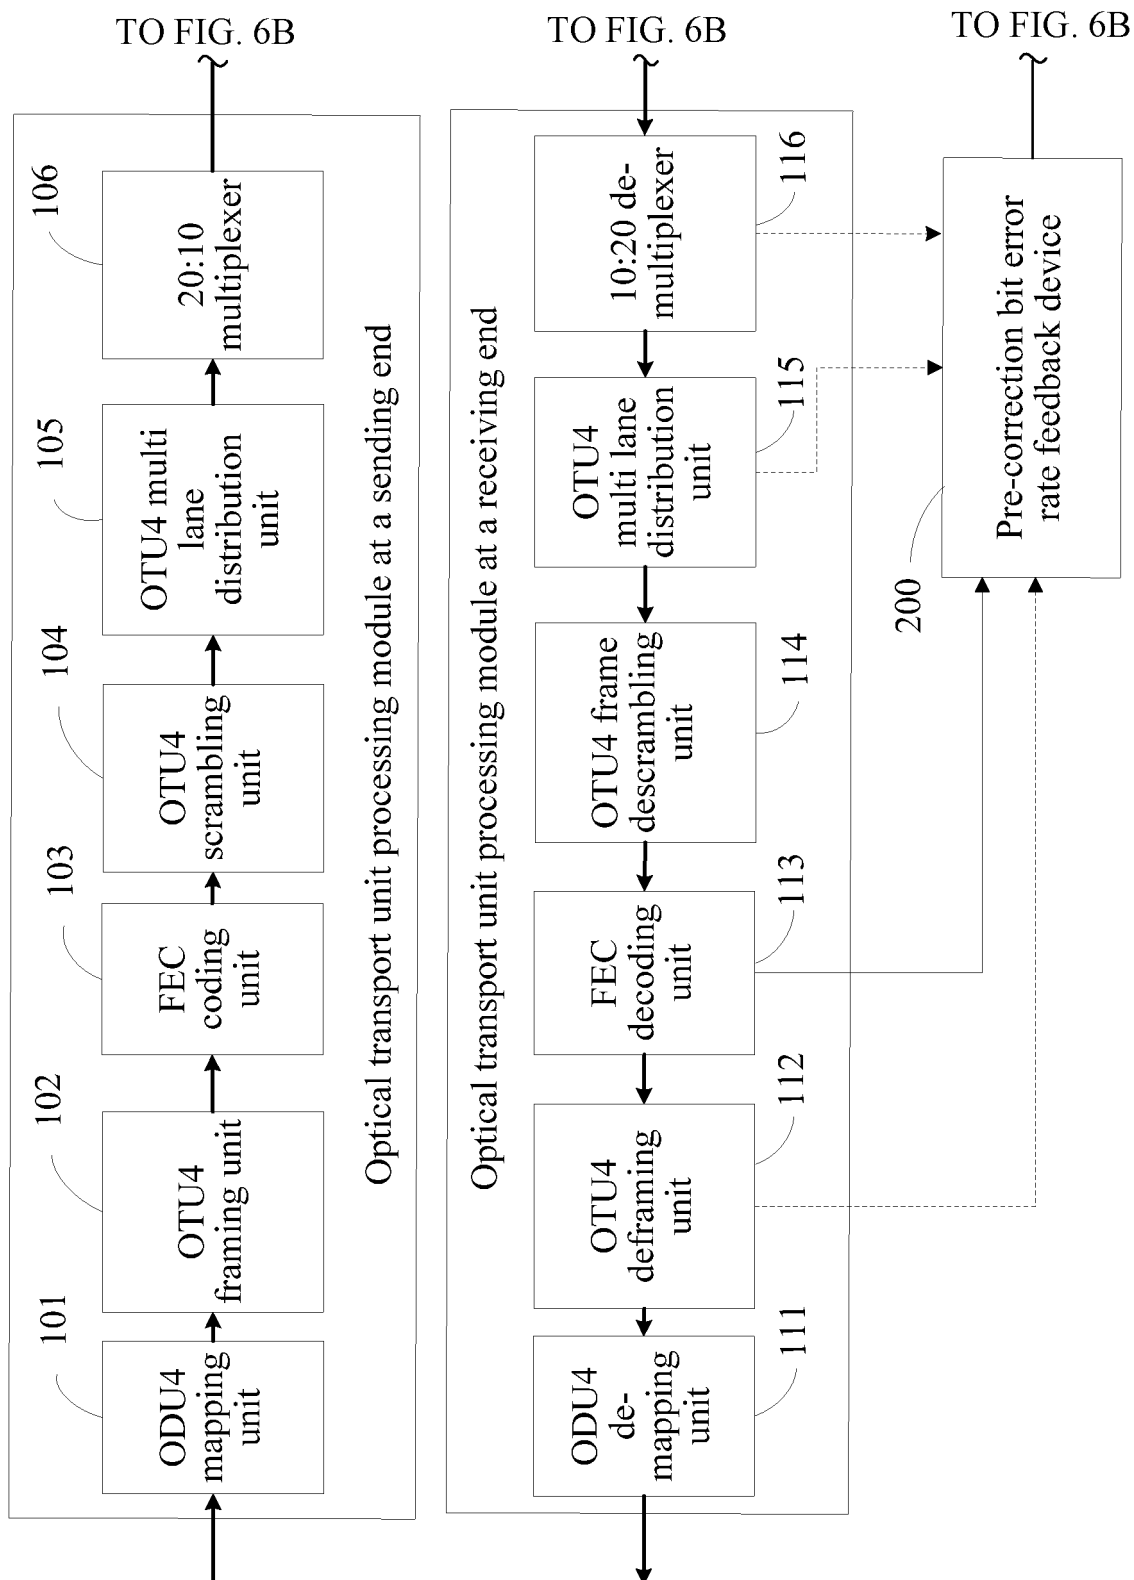 TO FIG. 6B
TO FIG. 6B
TO FIG. 6B
106
20:10
multiplexer
105
OTU4 multi
lane
distribution
unit
104
OTU4
scrambling
unit
103
FEC
coding
unit
102
OTU4
framing unit
101
ODU4
mapping
unit
Optical transport unit processing module at a sending end
Optical transport unit processing module at a receiving end
116
10:20 de-
multiplexer
115
OTU4
multi lane
distribution
unit
114
OTU4 frame
descrambling
unit
113
FEC
decoding
unit
112
OTU4
deframing
unit
111
ODU4
de-
mapping
unit
200
Pre-correction bit error
rate feedback device